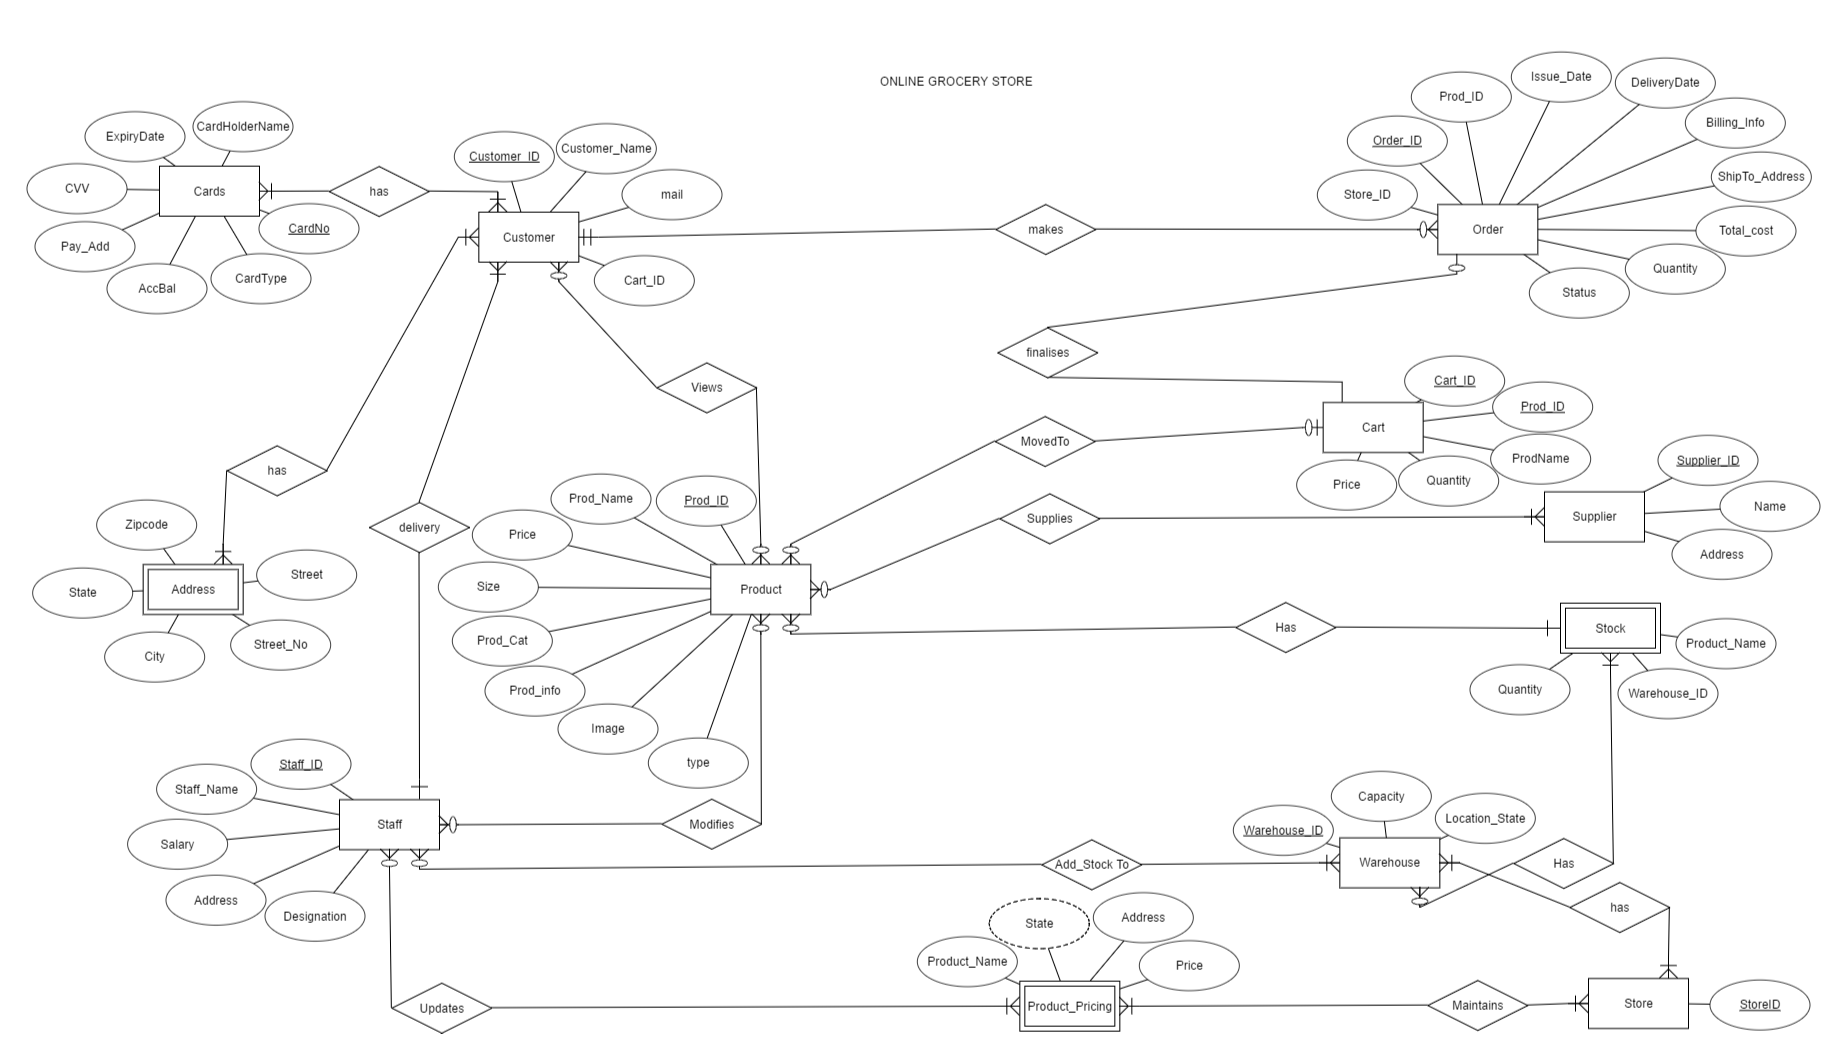 ONLINE GROCERY STORE
ExpiryDate
CardHolderName
CVV
Cards
Pay_Add
AccBal
CardType
CardNo
has
Customer_ID
Customer_Name
mail
Customer
Cart_ID
makes
Issue_Date
DeliveryDate
Prod_ID
Billing_Info
Order_ID
ShipTo_Address
Store_ID
Order
Total_cost
Quantity
Status
finalises
Views
Cart_ID
Prod_ID
Cart
ProdName
Quantity
Price
MovedTo
has
Supplier_ID
Supplier
Name
Address
Supplies
delivery
Zipcode
Street
State
Address
Street_No
City
Prod_Name
Prod_ID
Price
Size
Product
Prod_Cat
Prod_info
Image
type
Has
Stock
Product_Name
Quantity
Warehouse_ID
Staff_ID
Staff_Name
Salary
Staff
Address
Designation
Modifies
Capacity
Warehouse_ID
Location_State
Warehouse
Has
Add_Stock To
has
State
Address
Product_Name
Price
Updates
Product_Pricing
Maintains
Store
StoreID